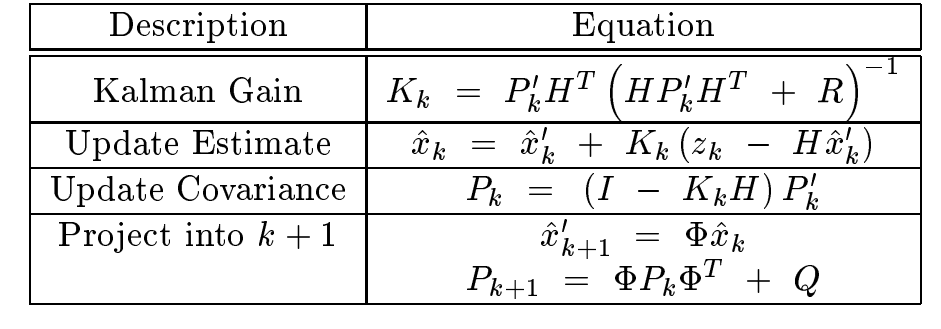 Description Equation
Kalman Gain K_k = P'_k H^T (H P'_k H^T + R)^{-1}
Update Estimate x̂_k = x̂'_k + K_k (z_k − H x̂'_k)
Update Covariance P_k = (I − K_k H) P'_k
Project into k + 1 x̂'_{k+1} = Φ x̂_k
P_{k+1} = Φ P_k Φ^T + Q